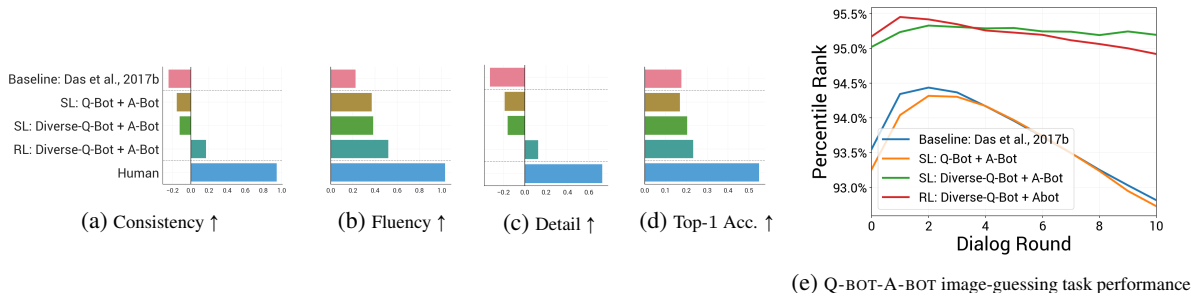 Baseline: Das et al., 2017b
SL: Q-Bot + A-Bot
SL: Diverse-Q-Bot + A-Bot
RL: Diverse-Q-Bot + A-Bot
Human
−0.2 0.0 0.2 0.4 0.6 0.8 1.0
(a) Consistency ↑
0.0 0.2 0.4 0.6 0.8 1.0
(b) Fluency ↑
−0.2 0.0 0.2 0.4 0.6
(c) Detail ↑
0.0 0.1 0.2 0.3 0.4 0.5
(d) Top-1 Acc. ↑
Percentile Rank
95.5%
95.0%
94.5%
94.0%
93.5%
93.0%
Baseline: Das et al., 2017b
SL: Q-Bot + A-Bot
SL: Diverse-Q-Bot + A-Bot
RL: Diverse-Q-Bot + Abot
0 2 4 6 8 10
Dialog Round
(e) Q-BOT-A-BOT image-guessing task performance